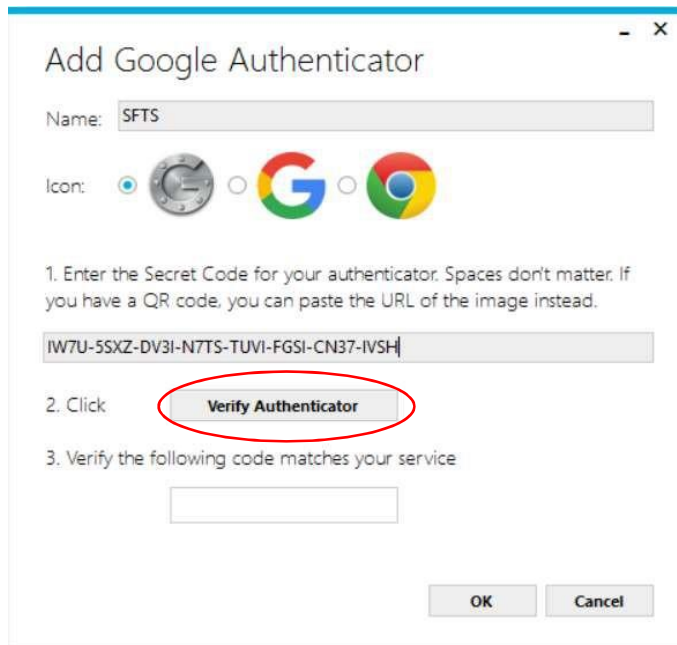 Add Google Authenticator
Name: SFTS
Icon:
1. Enter the Secret Code for your authenticator. Spaces don't matter. If
you have a QR code, you can paste the URL of the image instead.
IW7U-5SXZ-DV3I-N7TS-TUVI-FGSI-CN37-IVSH
2. Click Verify Authenticator
3. Verify the following code matches your service
OK Cancel